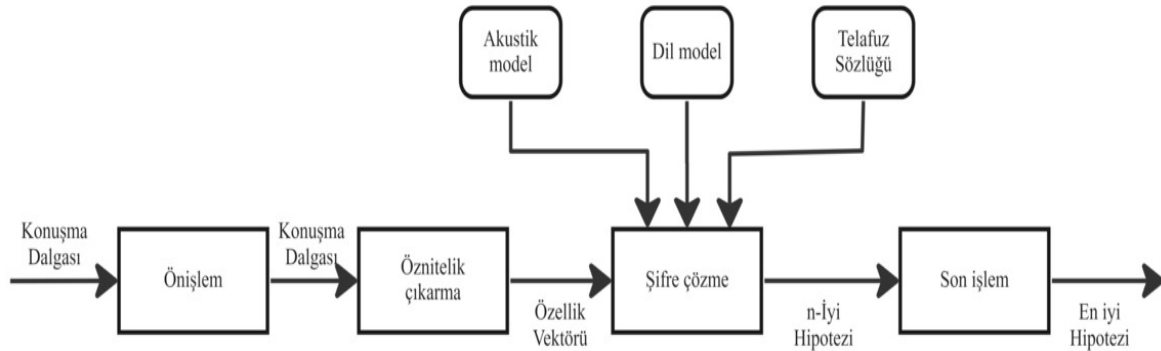 Akustik
model
Dil model
Telafuz
Sözlüğü
Konuşma
Dalgası
Önişlem
Konuşma
Dalgası
Öznitelik
çıkarma
Özellik
Vektörü
Şifre çözme
n-İyi
Hipotezi
Son işlem
En iyi
Hipotezi